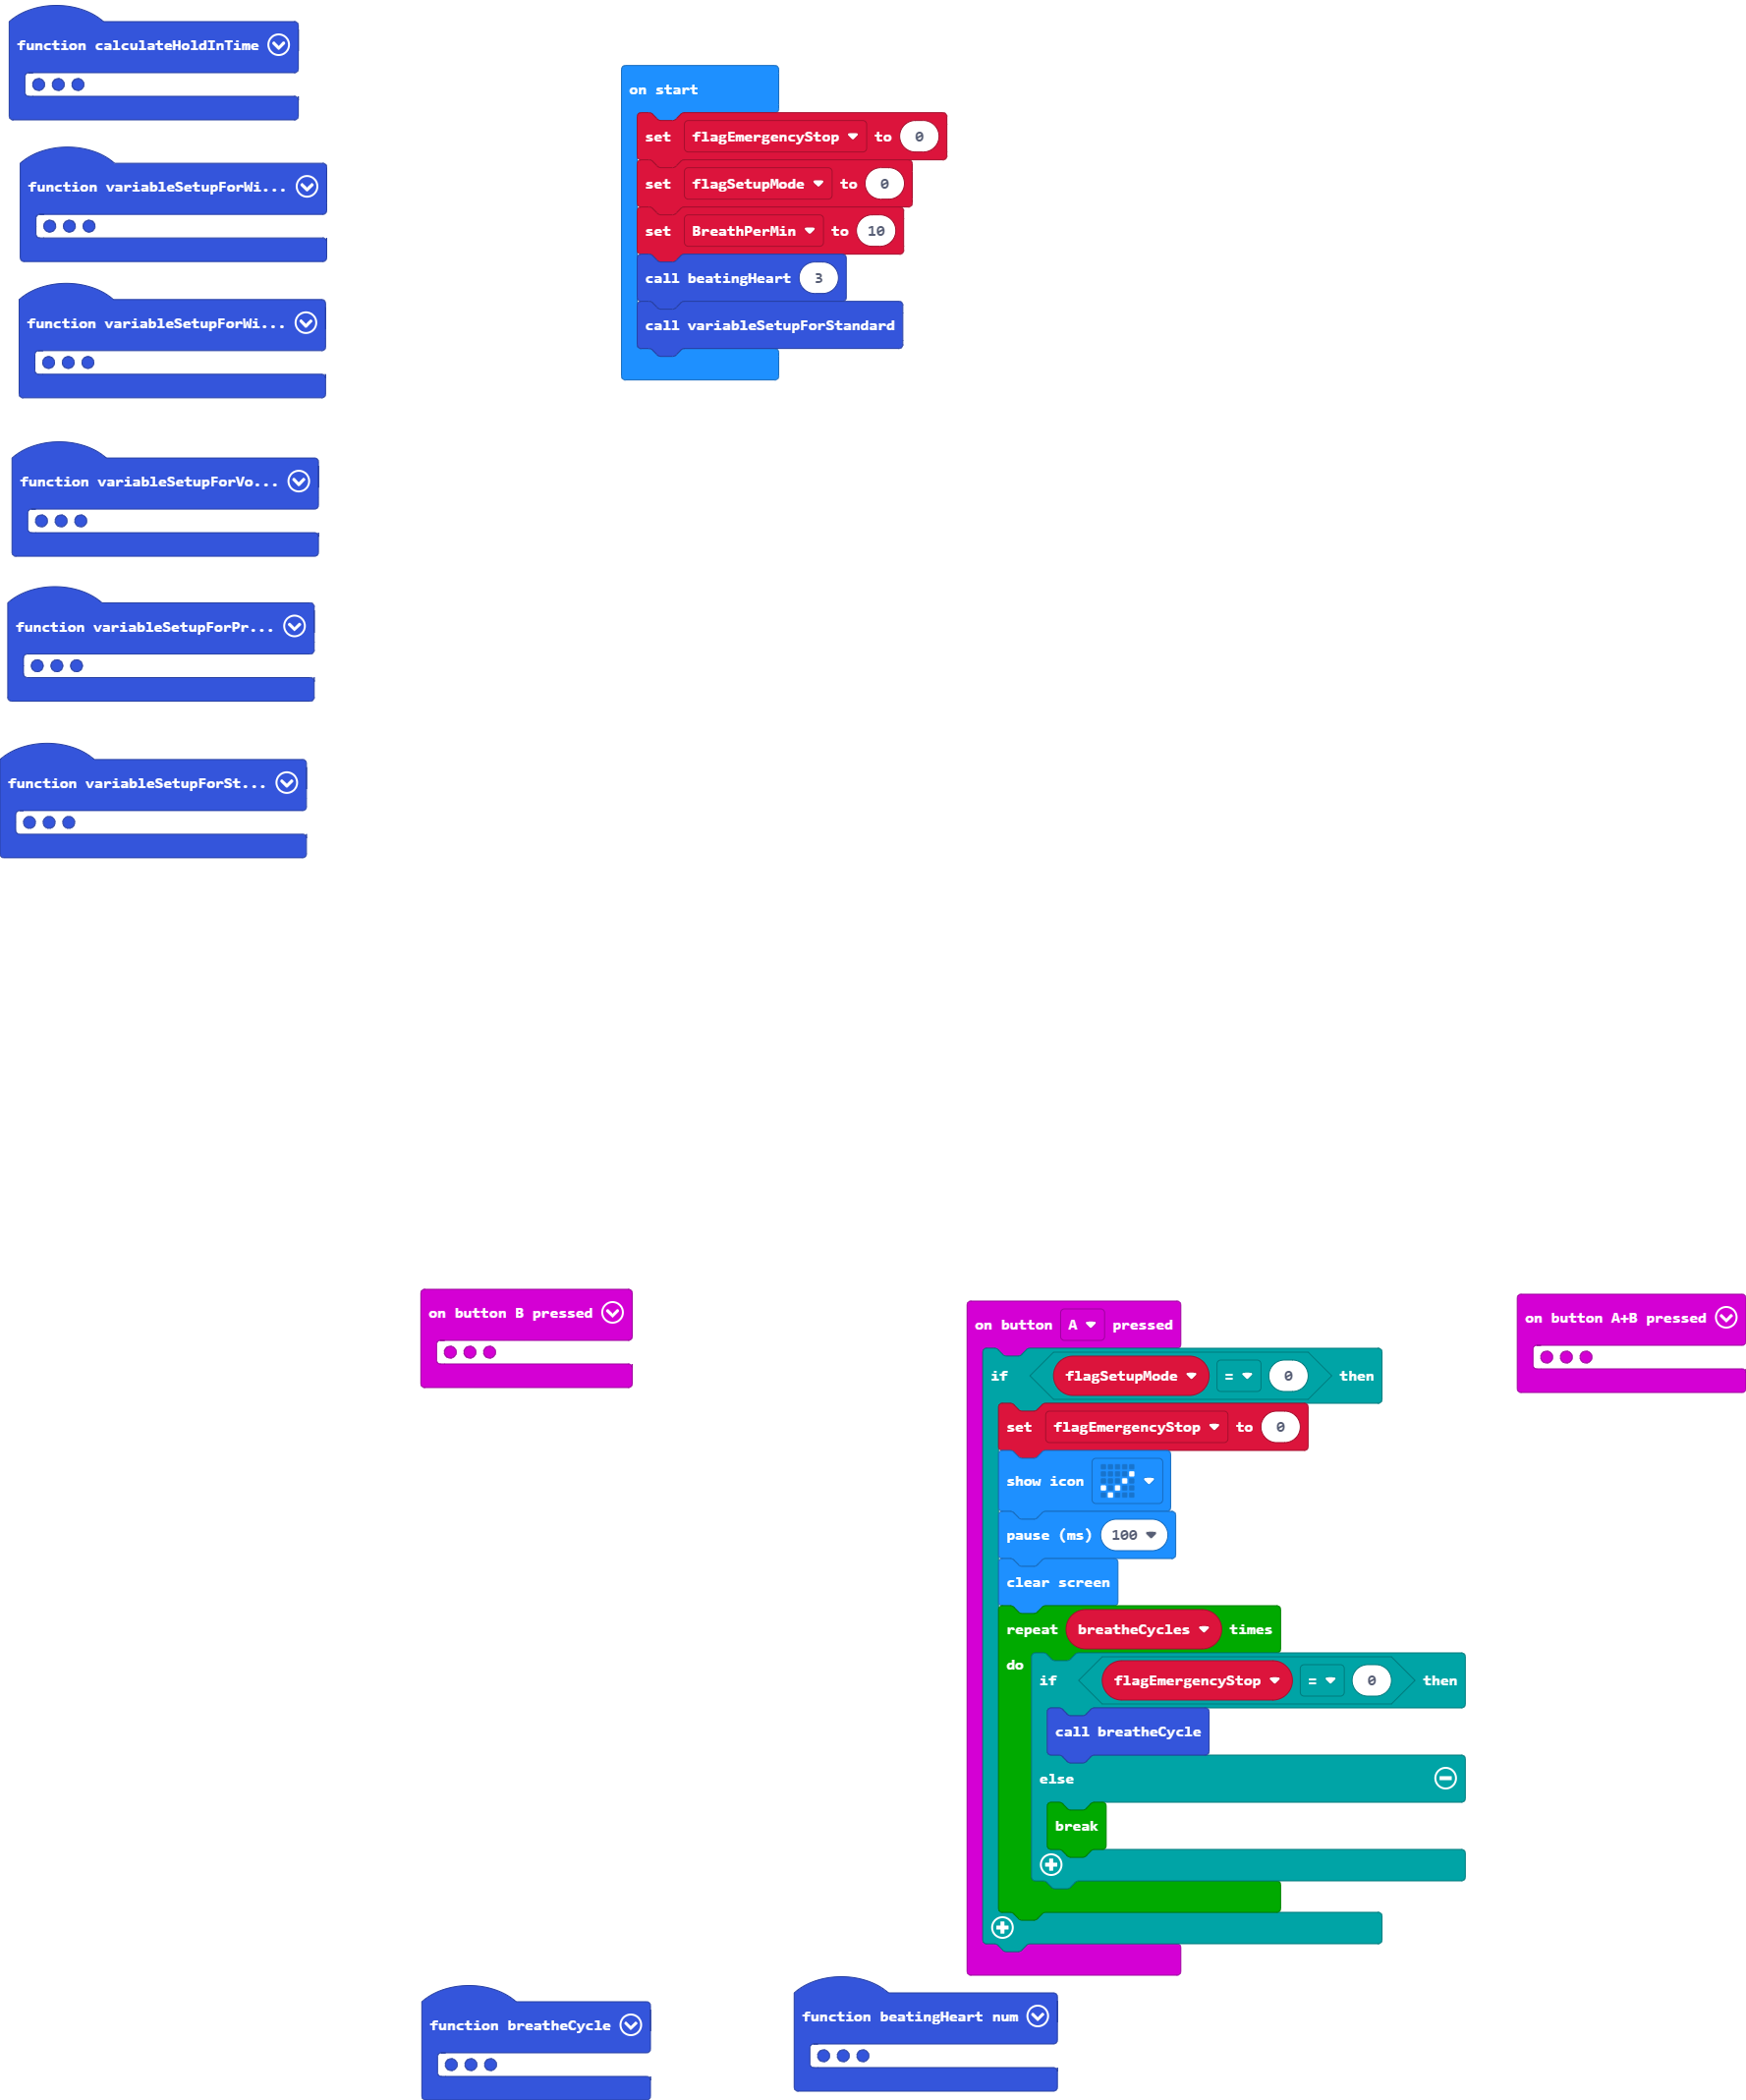 function calculateHoldInTime
function variableSetupForWi...
function variableSetupForWi...
function variableSetupForVo...
function variableSetupForPr...
function variableSetupForSt...
on start
set flagEmergencyStop to 0
set flagSetupMode to 0
set BreathPerMin to 10
call beatingHeart 3
call variableSetupForStandard
on button B pressed
on button A pressed
if flagSetupMode = 0 then
set flagEmergencyStop to 0
show icon
pause (ms) 100
clear screen
repeat breatheCycles times
do
if flagEmergencyStop = 0 then
call breatheCycle
else
break
on button A+B pressed
function breatheCycle
function beatingHeart num